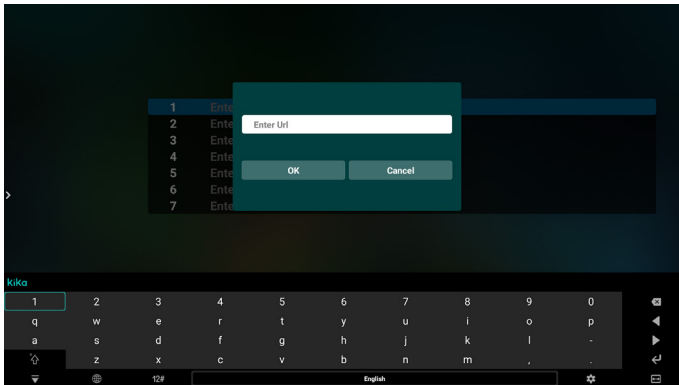 1 Ente
2 Ente
3 Ente
4 Ente
5 Ente
6 Ente
7 Ente
Enter Url
OK Cancel
kika
1 2 3 4 5 6 7 8 9 0
q w e r t y u i o p
a s d f g h j k l -
z x c v b n m , .
12# English